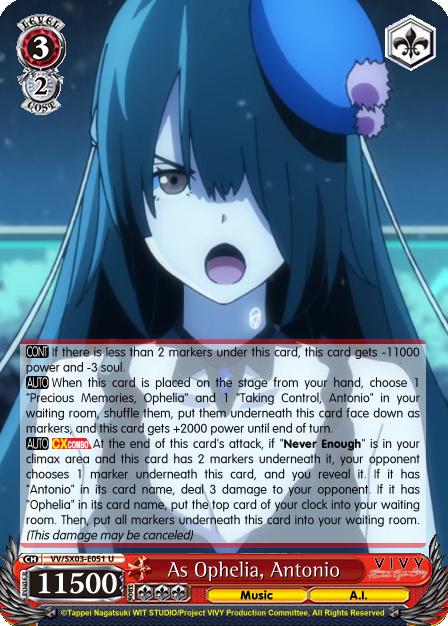 LEVEL
3
2
COST
CONT If there is less than 2 markers under this card, this card gets -11000
power and -3 soul.
AUTO When this card is placed on the stage from your hand, choose 1
"Precious Memories, Ophelia" and 1 "Taking Control, Antonio" in your
waiting room, shuffle them, put them underneath this card face down as
markers, and this card gets +2000 power until end of turn.
AUTO CXCOMBO At the end of this card's attack, if "Never Enough" is in your
climax area and this card has 2 markers underneath it, your opponent
chooses 1 marker underneath this card, and you reveal it. If it has
"Antonio" in its card name, deal 3 damage to your opponent. If it has
"Ophelia" in its card name, put the top card of your clock into your waiting
room. Then, put all markers underneath this card into your waiting room.
(This damage may be canceled)
VV/SX03-E051 U
POWER
11500
SOUL
As Ophelia, Antonio
VIVY
Music
A.I.
©Tappei Nagatsuki WIT STUDIO/Project VIVY Production Committee, All Rights Reserved